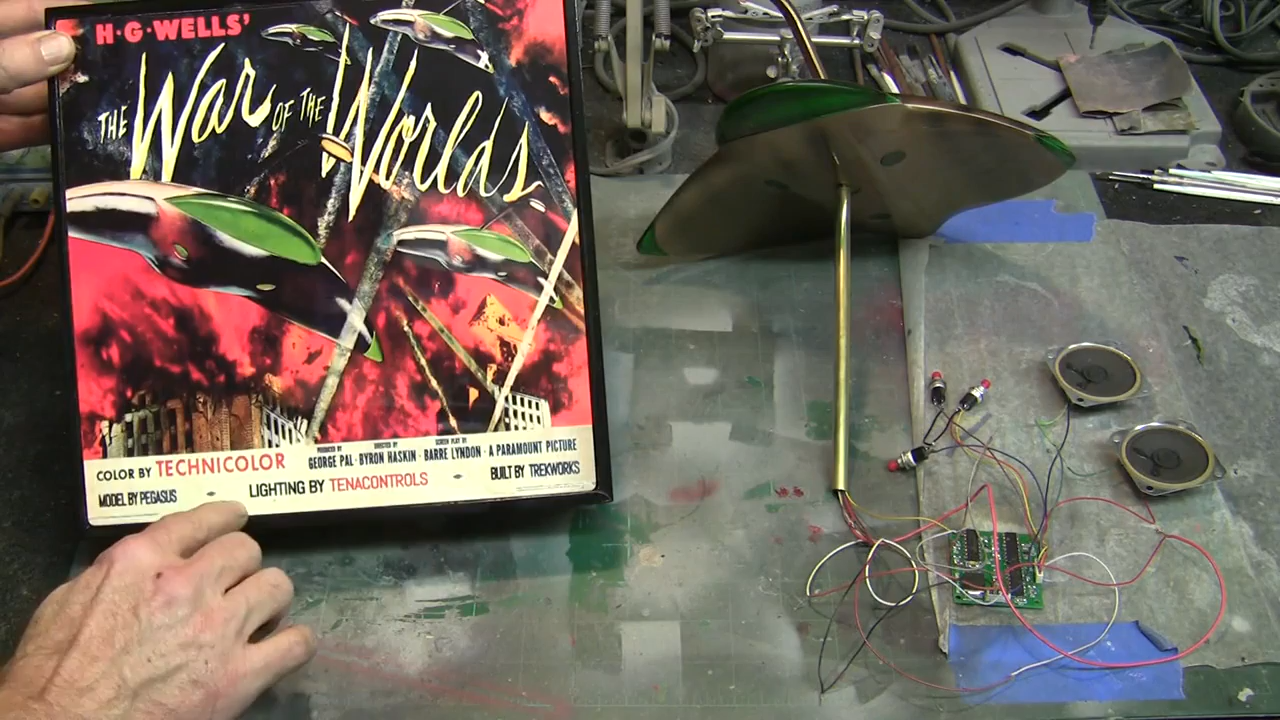 H·G·WELLS'
THE War OF THE Worlds
COLOR BY TECHNICOLOR
PRODUCED BY DIRECTED BY SCREEN PLAY BY
GEORGE PAL · BYRON HASKIN · BARRE LYNDON · A PARAMOUNT PICTURE
MODEL BY PEGASUS LIGHTING BY TENACONTROLS BUILT BY TREKWORKS